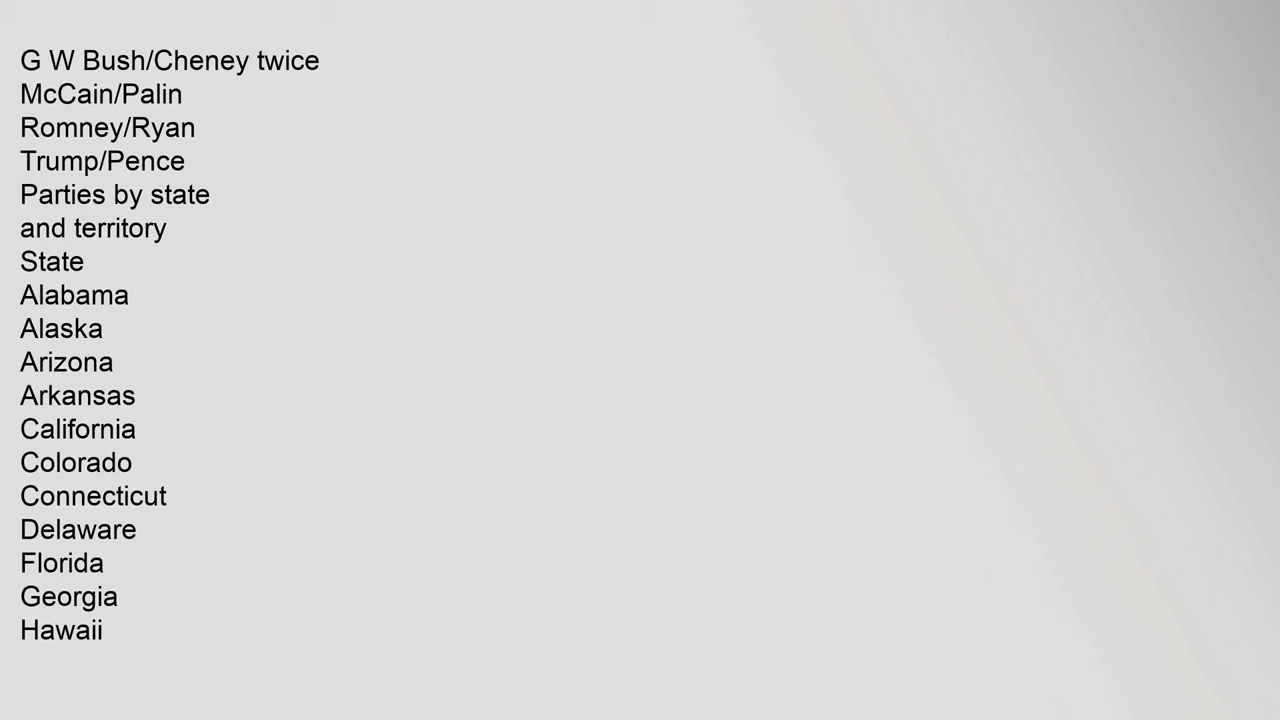 G W Bush/Cheney twice
McCain/Palin
Romney/Ryan
Trump/Pence
Parties by state
and territory
State
Alabama
Alaska
Arizona
Arkansas
California
Colorado
Connecticut
Delaware
Florida
Georgia
Hawaii